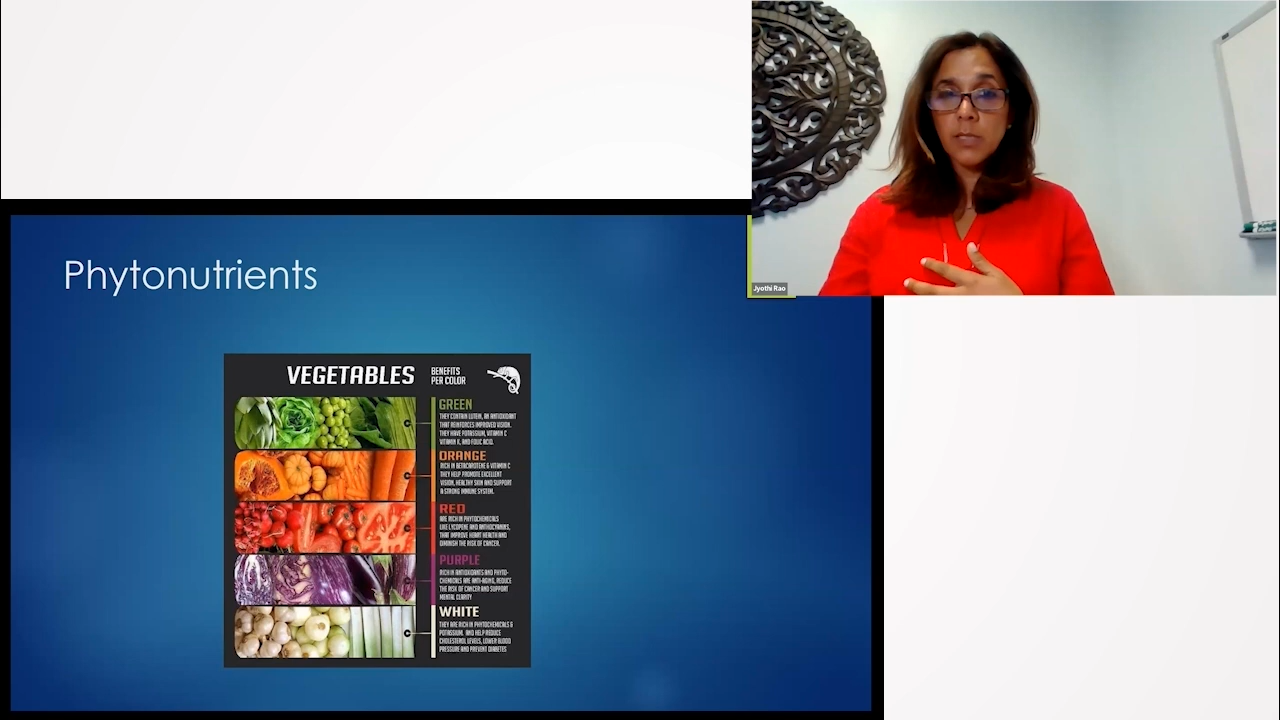 Jyothi Rao
Phytonutrients
VEGETABLES
BENEFITS
PER COLOR
GREEN
THEY CONTAIN LUTEIN, AN ANTIOXIDANT
THAT REINFORCES IMPROVED VISION.
THEY HAVE POTASSIUM, VITAMIN C
VITAMIN K, AND FOLIC ACID.
ORANGE
RICH IN BETACAROTENE & VITAMIN C
THEY HELP PROMOTE EXCELLENT
VISION, HEALTHY SKIN AND SUPPORT
A STRONG IMMUNE SYSTEM.
RED
ARE RICH IN PHYTOCHEMICALS
LIKE LYCOPENE AND ANTHOCYANINS,
THAT IMPROVE HEART HEALTH AND
DIMINISH THE RISK OF CANCER.
PURPLE
RICH IN ANTIOXIDANTS AND PHYTO-
CHEMICALS ARE ANTI-AGING, REDUCE
THE RISK OF CANCER AND SUPPORT
MENTAL CLARITY
WHITE
THEY ARE RICH IN PHYTOCHEMICALS &
POTASSIUM, AND HELP REDUCE
CHOLESTEROL LEVELS, LOWER BLOOD
PRESSURE AND PREVENT DIABETES